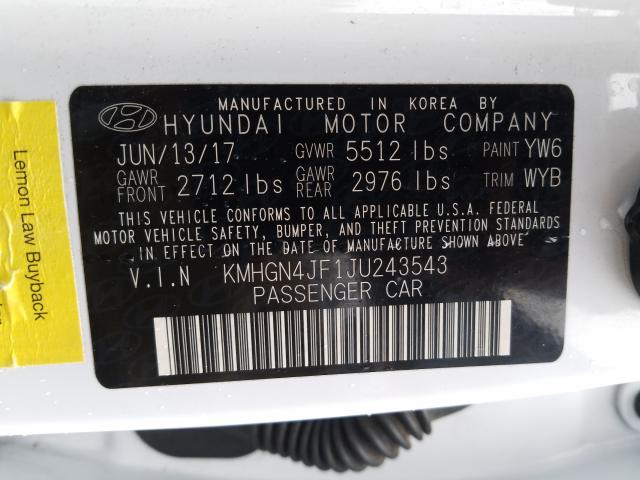 MANUFACTURED IN KOREA BY
HYUNDAI MOTOR COMPANY
JUN/13/17 GVWR 5512 lbs PAINT YW6
GAWR FRONT 2712 lbs GAWR REAR 2976 lbs TRIM WYB
THIS VEHICLE CONFORMS TO ALL APPLICABLE U.S.A. FEDERAL
MOTOR VEHICLE SAFETY, BUMPER, AND THEFT PREVENTION STANDARDS
IN EFFECT ON THE DATE OF MANUFACTURE SHOWN ABOVE.
V.I.N KMHGN4JF1JU243543
PASSENGER CAR
Lemon Law Buyback